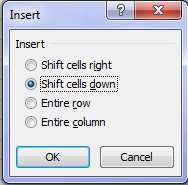 Insert
Insert
Shift cells right
Shift cells down
Entire row
Entire column
OK
Cancel